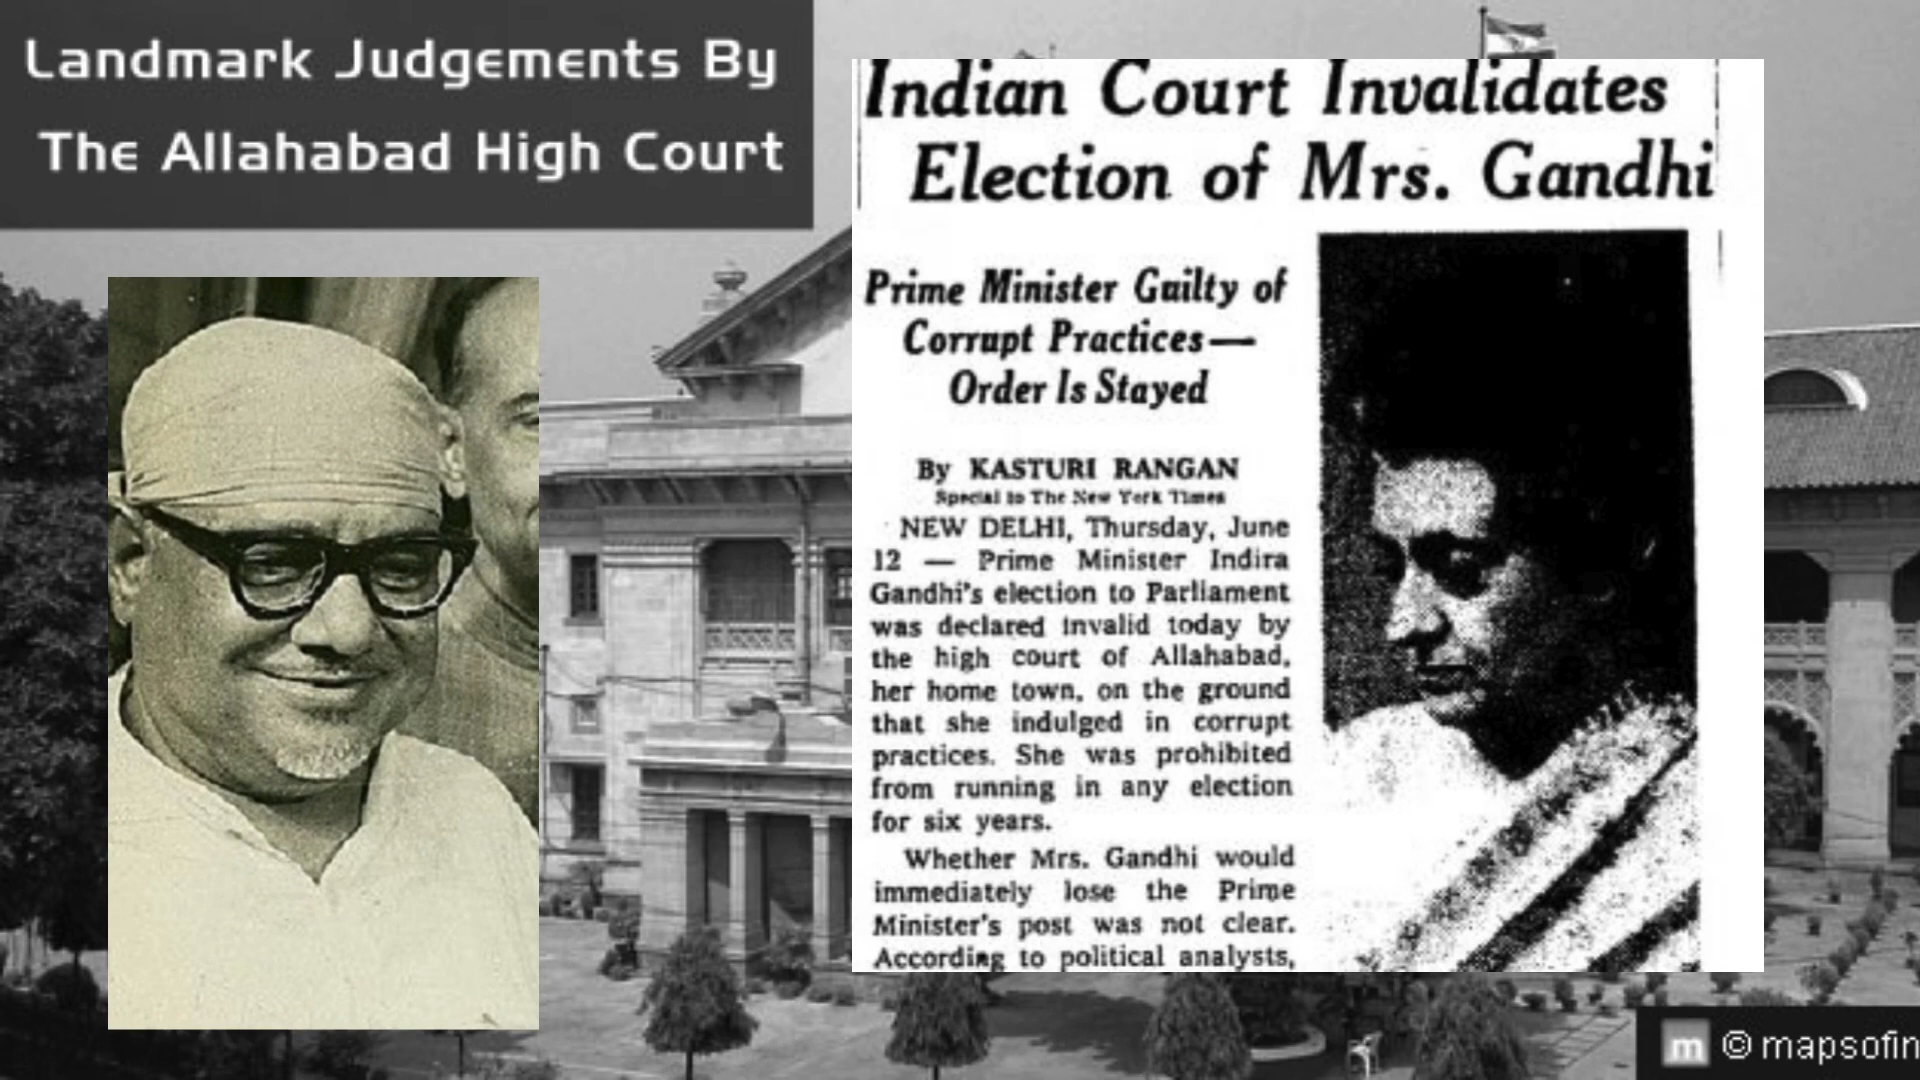 Landmark Judgements By
The Allahabad High Court
Indian Court Invalidates
Election of Mrs. Gandhi
Prime Minister Guilty of
Corrupt Practices—
Order Is Stayed
By KASTURI RANGAN
Special to The New York Times
NEW DELHI, Thursday, June
12 — Prime Minister Indira
Gandhi's election to Parliament
was declared invalid today by
the high court of Allahabad,
her home town, on the ground
that she indulged in corrupt
practices. She was prohibited
from running in any election
for six years.
Whether Mrs. Gandhi would
immediately lose the Prime
Minister's post was not clear.
According to political analysts,
m © mapsofin